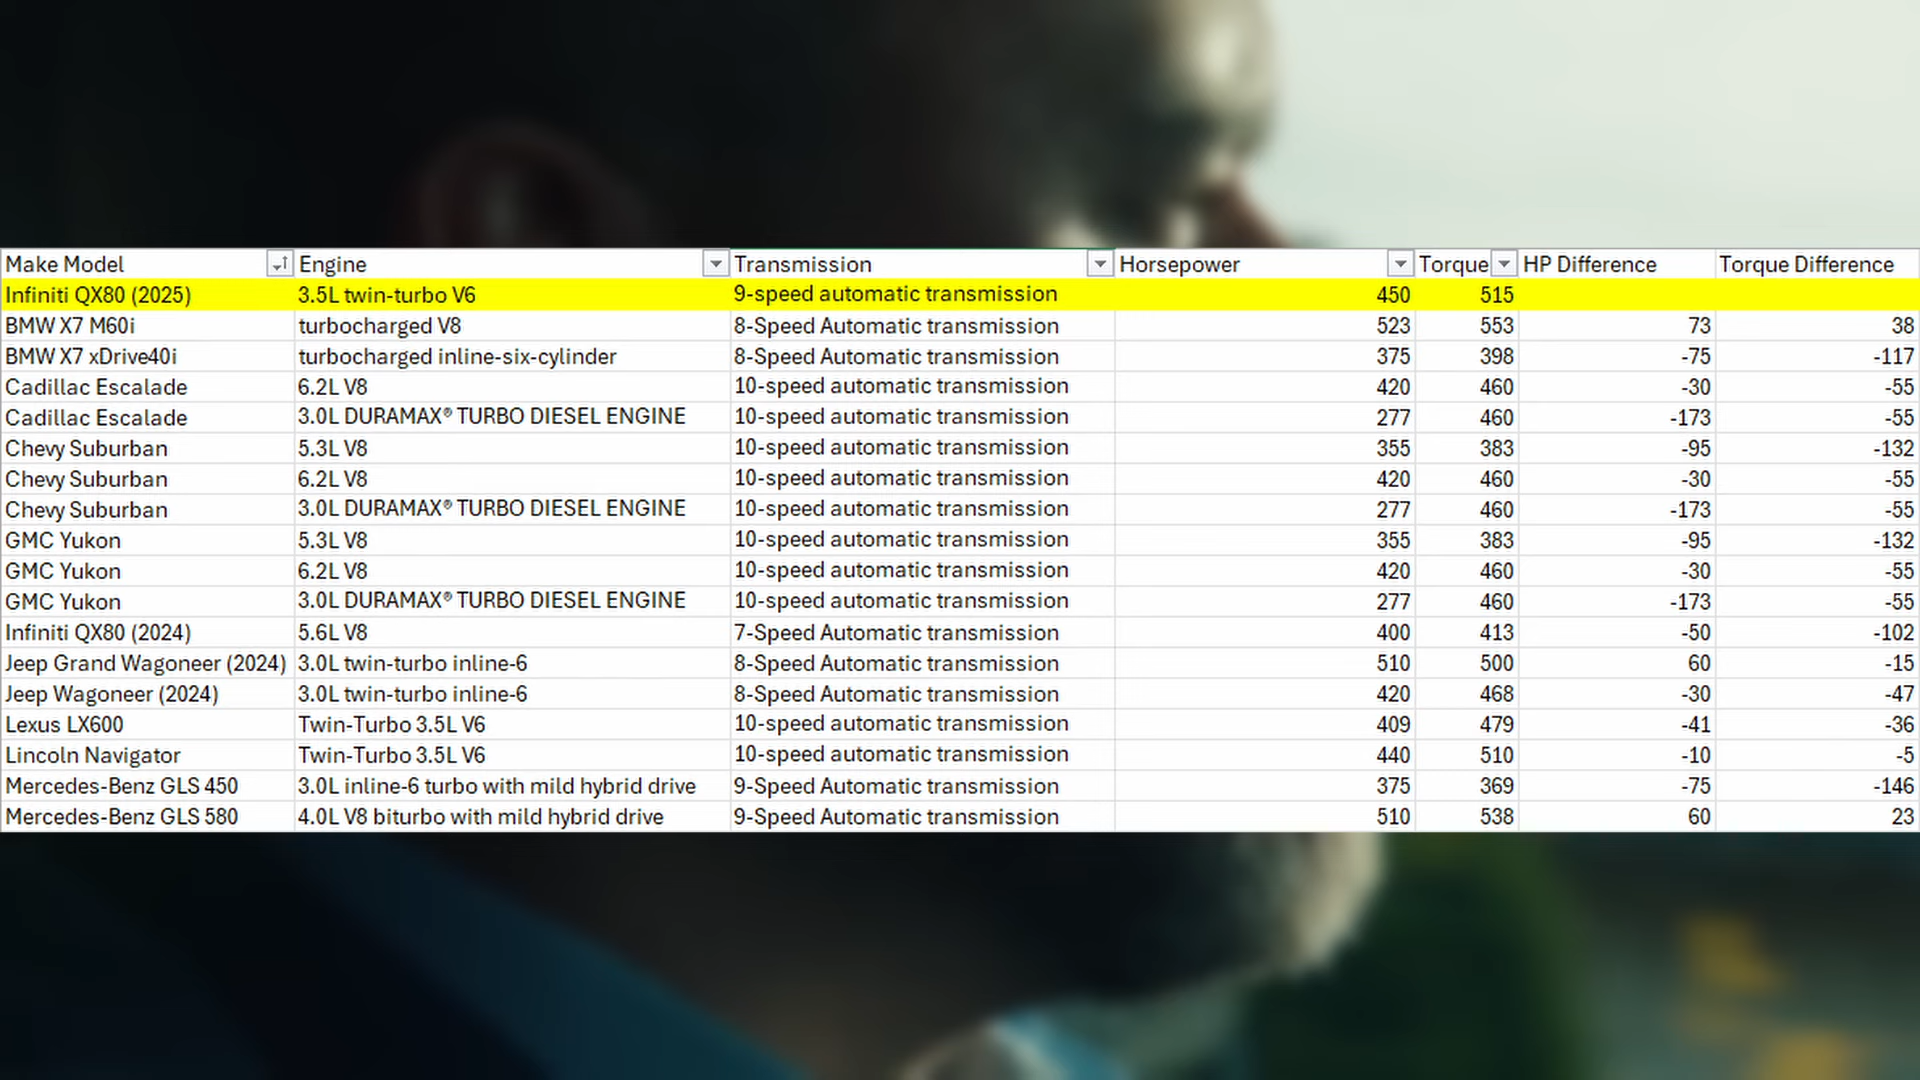 Make Model Engine Transmission Horsepower Torque HP Difference Torque Difference
Infiniti QX80 (2025) 3.5L twin-turbo V6 9-speed automatic transmission 450 515
BMW X7 M60i turbocharged V8 8-Speed Automatic transmission 523 553 73 38
BMW X7 xDrive40i turbocharged inline-six-cylinder 8-Speed Automatic transmission 375 398 -75 -117
Cadillac Escalade 6.2L V8 10-speed automatic transmission 420 460 -30 -55
Cadillac Escalade 3.0L DURAMAX® TURBO DIESEL ENGINE 10-speed automatic transmission 277 460 -173 -55
Chevy Suburban 5.3L V8 10-speed automatic transmission 355 383 -95 -132
Chevy Suburban 6.2L V8 10-speed automatic transmission 420 460 -30 -55
Chevy Suburban 3.0L DURAMAX® TURBO DIESEL ENGINE 10-speed automatic transmission 277 460 -173 -55
GMC Yukon 5.3L V8 10-speed automatic transmission 355 383 -95 -132
GMC Yukon 6.2L V8 10-speed automatic transmission 420 460 -30 -55
GMC Yukon 3.0L DURAMAX® TURBO DIESEL ENGINE 10-speed automatic transmission 277 460 -173 -55
Infiniti QX80 (2024) 5.6L V8 7-Speed Automatic transmission 400 413 -50 -102
Jeep Grand Wagoneer (2024) 3.0L twin-turbo inline-6 8-Speed Automatic transmission 510 500 60 -15
Jeep Wagoneer (2024) 3.0L twin-turbo inline-6 8-Speed Automatic transmission 420 468 -30 -47
Lexus LX600 Twin-Turbo 3.5L V6 10-speed automatic transmission 409 479 -41 -36
Lincoln Navigator Twin-Turbo 3.5L V6 10-speed automatic transmission 440 510 -10 -5
Mercedes-Benz GLS 450 3.0L inline-6 turbo with mild hybrid drive 9-Speed Automatic transmission 375 369 -75 -146
Mercedes-Benz GLS 580 4.0L V8 biturbo with mild hybrid drive 9-Speed Automatic transmission 510 538 60 23